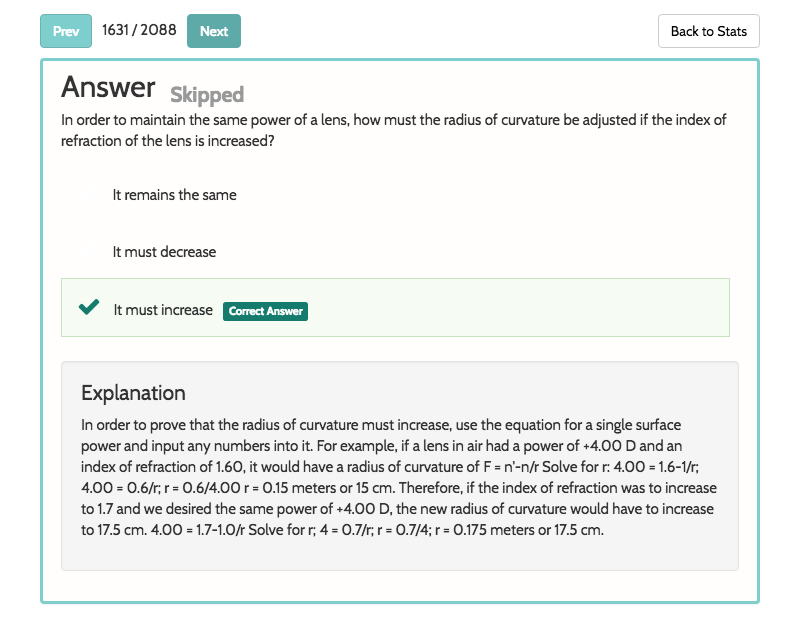 Prev 1631 / 2088 Next Back to Stats
Answer Skipped
In order to maintain the same power of a lens, how must the radius of curvature be adjusted if the index of
refraction of the lens is increased?
It remains the same
It must decrease
It must increase Correct Answer
Explanation
In order to prove that the radius of curvature must increase, use the equation for a single surface
power and input any numbers into it. For example, if a lens in air had a power of +4.00 D and an
index of refraction of 1.60, it would have a radius of curvature of F = n'-n/r Solve for r: 4.00 = 1.6-1/r;
4.00 = 0.6/r; r = 0.6/4.00 r = 0.15 meters or 15 cm. Therefore, if the index of refraction was to increase
to 1.7 and we desired the same power of +4.00 D, the new radius of curvature would have to increase
to 17.5 cm. 4.00 = 1.7-1.0/r Solve for r; 4 = 0.7/r; r = 0.7/4; r = 0.175 meters or 17.5 cm.